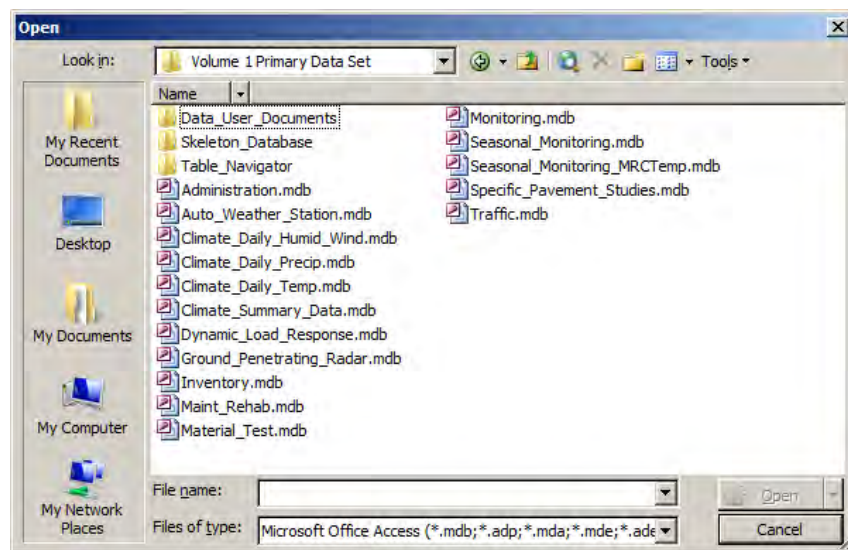 Open
Look in:
Volume 1 Primary Data Set
Tools
Name
My Recent
Documents
Desktop
My Documents
My Computer
My Network
Places
Data_User_Documents
Skeleton_Database
Table_Navigator
Administration.mdb
Auto_Weather_Station.mdb
Climate_Daily_Humid_Wind.mdb
Climate_Daily_Precip.mdb
Climate_Daily_Temp.mdb
Climate_Summary_Data.mdb
Dynamic_Load_Response.mdb
Ground_Penetrating_Radar.mdb
Inventory.mdb
Maint_Rehab.mdb
Material_Test.mdb
Monitoring.mdb
Seasonal_Monitoring.mdb
Seasonal_Monitoring_MRCTemp.mdb
Specific_Pavement_Studies.mdb
Traffic.mdb
File name:
Open
Files of type:
Microsoft Office Access (*.mdb;*.adp;*.mda;*.mde;*.ade
Cancel